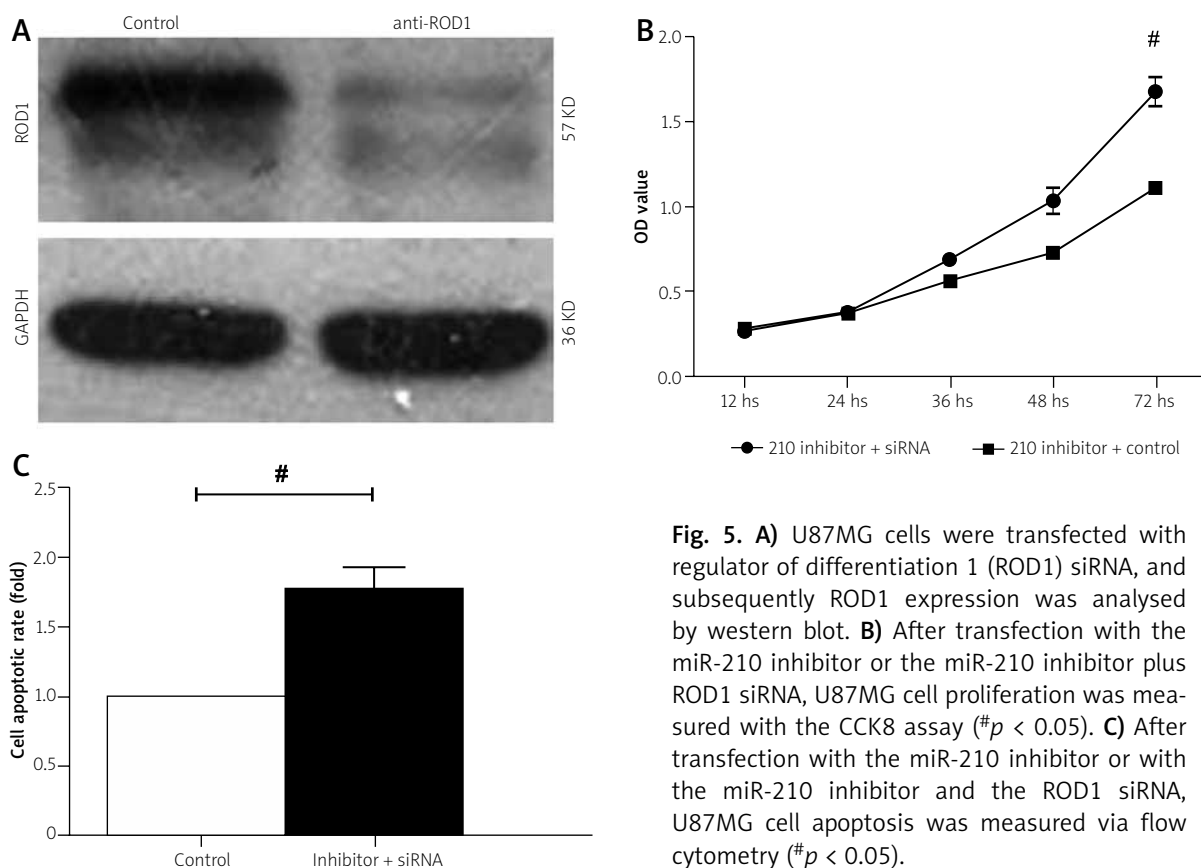 A
Control
anti-ROD1
ROD1
57 KD
GAPDH
36 KD
B
2.0
1.5
1.0
0.5
0.0
OD value
#
12 hs
24 hs
36 hs
48 hs
72 hs
210 inhibitor + siRNA
210 inhibitor + control
C
2.5
2.0
1.5
1.0
0.5
0
Cell apoptotic rate (fold)
#
Control
Inhibitor + siRNA
Fig. 5. A) U87MG cells were transfected with
regulator of differentiation 1 (ROD1) siRNA, and
subsequently ROD1 expression was analysed
by western blot. B) After transfection with the
miR-210 inhibitor or the miR-210 inhibitor plus
ROD1 siRNA, U87MG cell proliferation was mea-
sured with the CCK8 assay (#p < 0.05). C) After
transfection with the miR-210 inhibitor or with
the miR-210 inhibitor and the ROD1 siRNA,
U87MG cell apoptosis was measured via flow
cytometry (#p < 0.05).